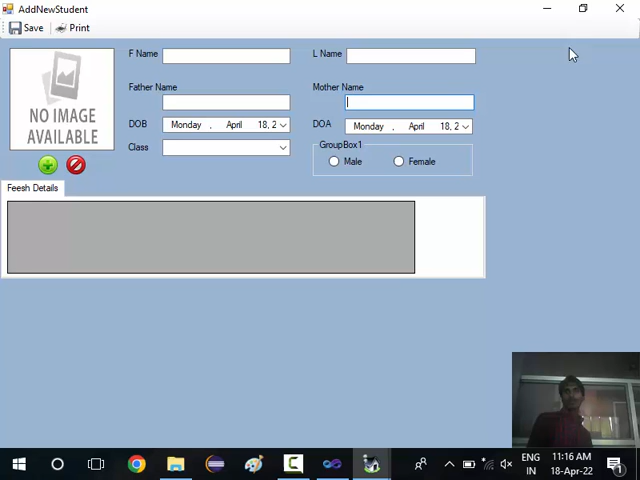 AddNewStudent
Save Print
F Name L Name
Father Name Mother Name
NO IMAGE
AVAILABLE
DOB Monday , April 18, 2 DOA Monday , April 18, 2
Class GroupBox1
Male Female
Feesh Details
ENG 11:16 AM
IN 18-Apr-22
1